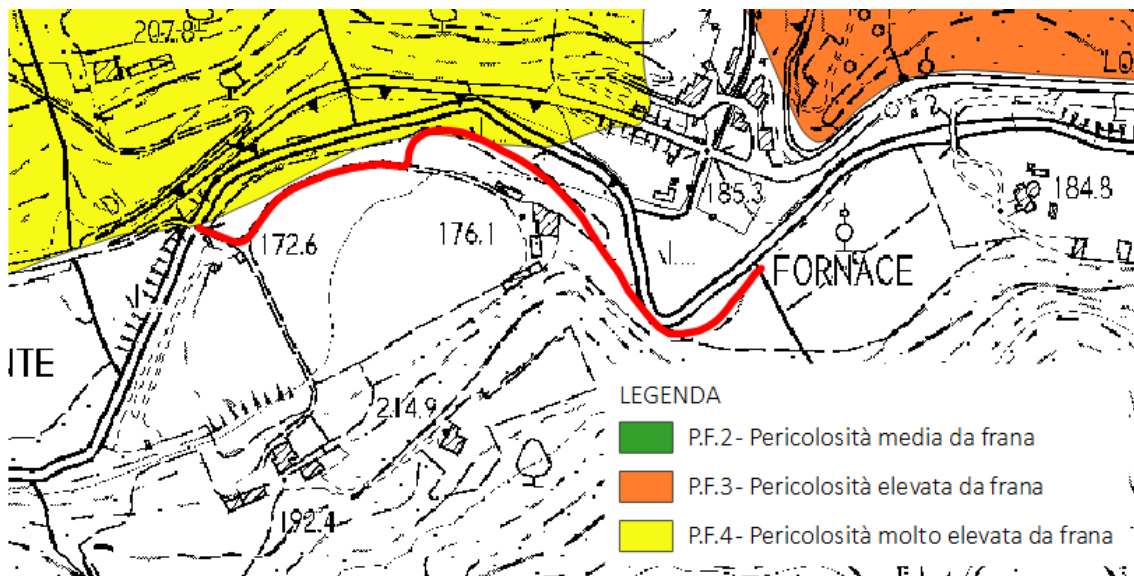 207.8
LO
185.3
184.8
172.6
176.1
FORNACE
NTE
214.9
192.4
LEGENDA
P.F.2- Pericolosità media da frana
P.F.3- Pericolosità elevata da frana
P.F.4- Pericolosità molto elevata da frana